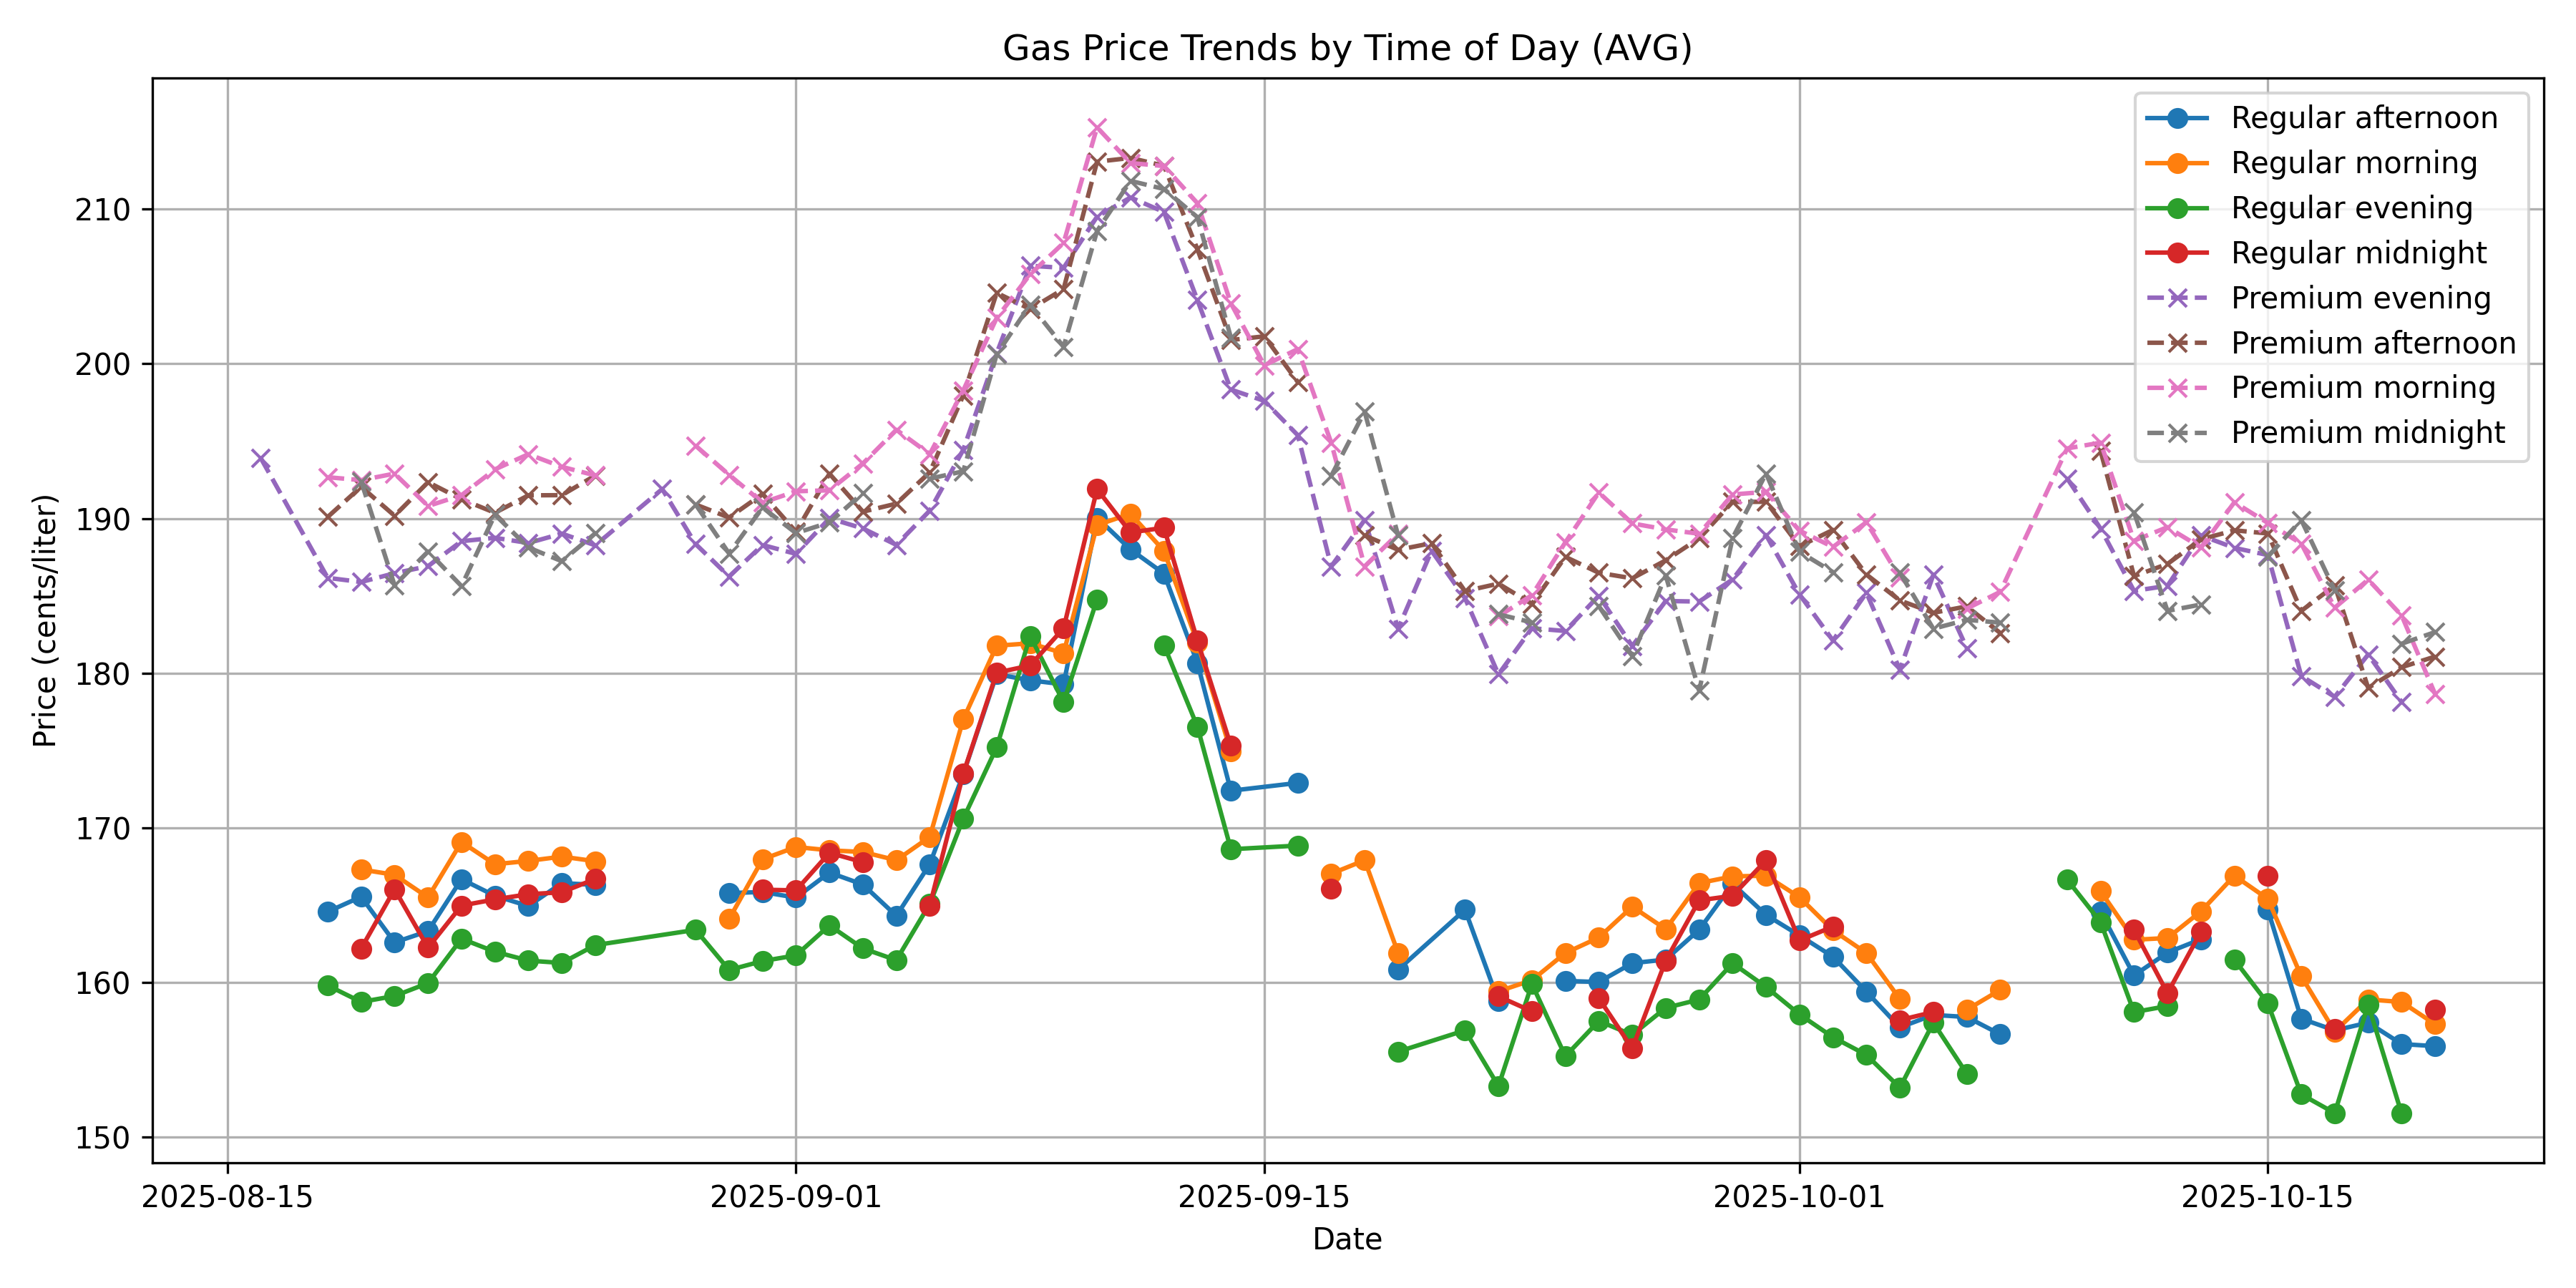 Gas Price Trends by Time of Day (AVG)
Regular afternoon
Regular morning
Regular evening
Regular midnight
Premium evening
Premium afternoon
Premium morning
Premium midnight
Price (cents/liter)
210
200
190
180
170
160
150
2025-08-15
2025-09-01
2025-09-15
2025-10-01
2025-10-15
Date